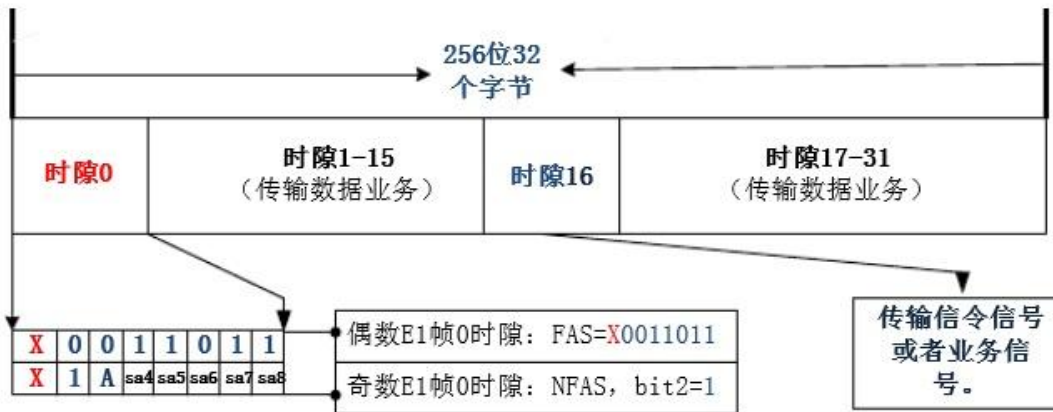 256位32
个字节
时隙0
时隙1-15
（传输数据业务）
时隙16
时隙17-31
（传输数据业务）
X 0 0 1 1 0 1 1
X 1 A sa4 sa5 sa6 sa7 sa8
偶数E1帧0时隙：FAS=X0011011
奇数E1帧0时隙：NFAS，bit2=1
传输信令信号
或者业务信
号。